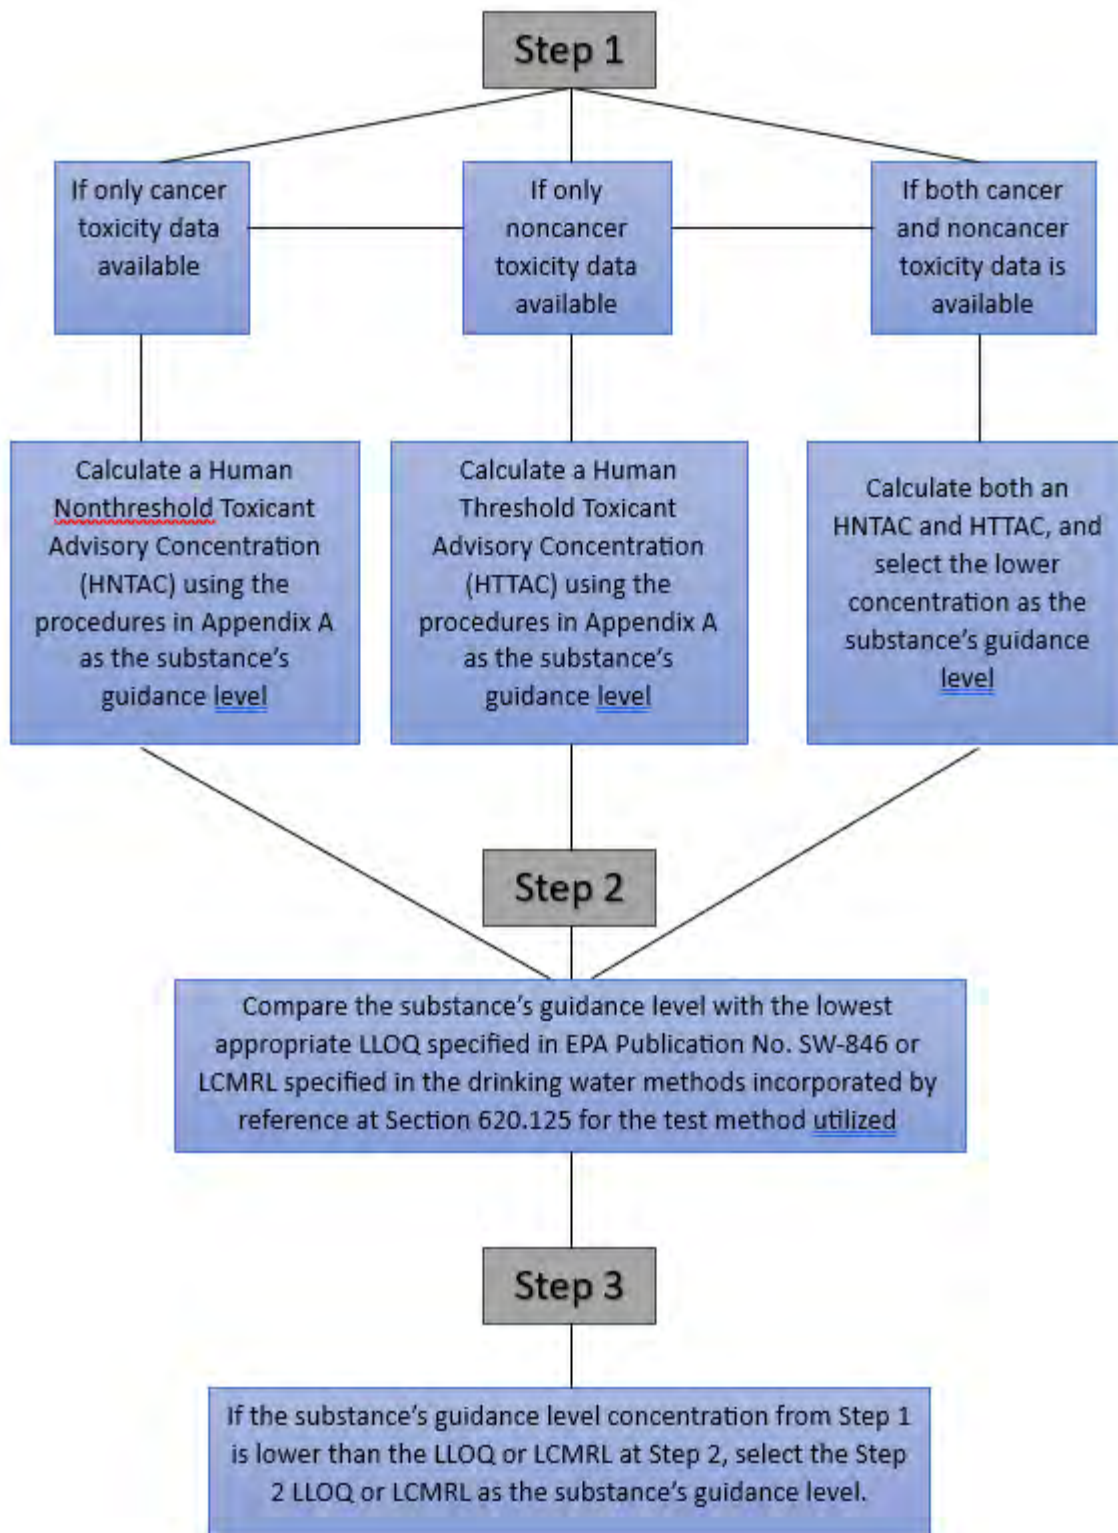 Step 1
If only cancer
toxicity data
available
If only
noncancer
toxicity data
available
If both cancer
and noncancer
toxicity data is
available
Calculate a Human
Nonthreshold Toxicant
Advisory Concentration
(HNTAC) using the
procedures in Appendix A
as the substance's
guidance level
Calculate a Human
Threshold Toxicant
Advisory Concentration
(HTTAC) using the
procedures in Appendix A
as the substance's
guidance level
Calculate both an
HNTAC and HTTAC, and
select the lower
concentration as the
substance's guidance
level
Step 2
Compare the substance's guidance level with the lowest
appropriate LLOQ specified in EPA Publication No. SW-846 or
LCMRL specified in the drinking water methods incorporated by
reference at Section 620.125 for the test method utilized
Step 3
If the substance's guidance level concentration from Step 1
is lower than the LLOQ or LCMRL at Step 2, select the Step
2 LLOQ or LCMRL as the substance's guidance level.